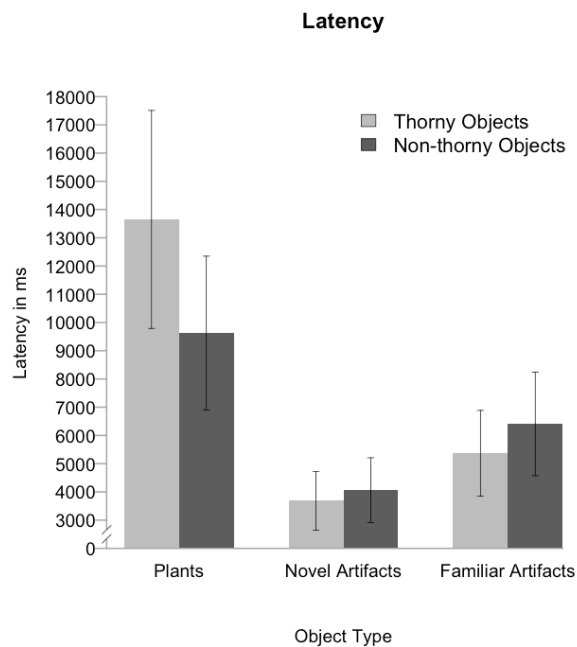 Latency
18000
17000
16000
15000
14000
13000
12000
11000
10000
9000
8000
7000
6000
5000
4000
3000
0
Latency in ms
Thorny Objects
Non-thorny Objects
Plants
Novel Artifacts
Familiar Artifacts
Object Type